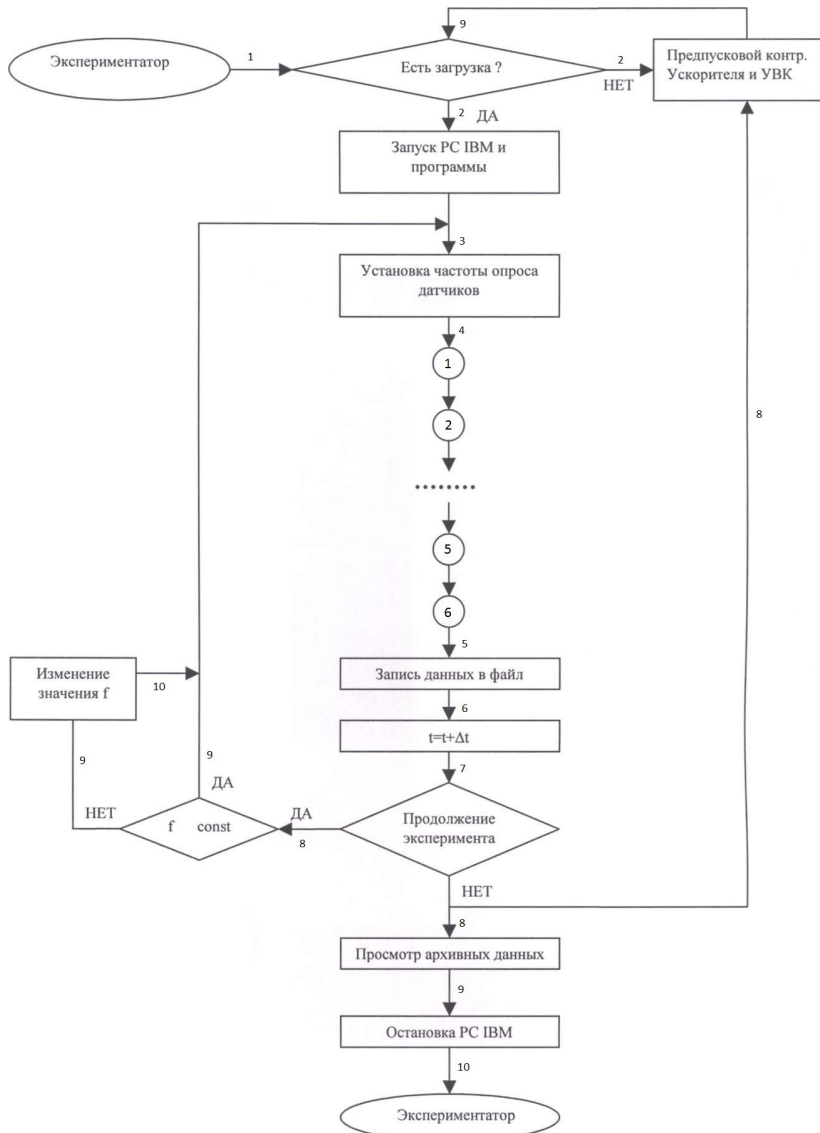 9
Экспериментатор
1
Есть загрузка ?
2
НЕТ
Предпусковой контр.
Ускорителя и УВК
2
ДА
Запуск PC IBM и
программы
3
Установка частоты опроса
датчиков
4
1
2
8
........
5
6
5
Запись данных в файл
Изменение
значения f
10
6
t=t+Δt
9
9
7
ДА
НЕТ
f const
ДА
8
Продолжение
эксперимента
НЕТ
8
Просмотр архивных данных
9
Остановка PC IBM
10
Экспериментатор